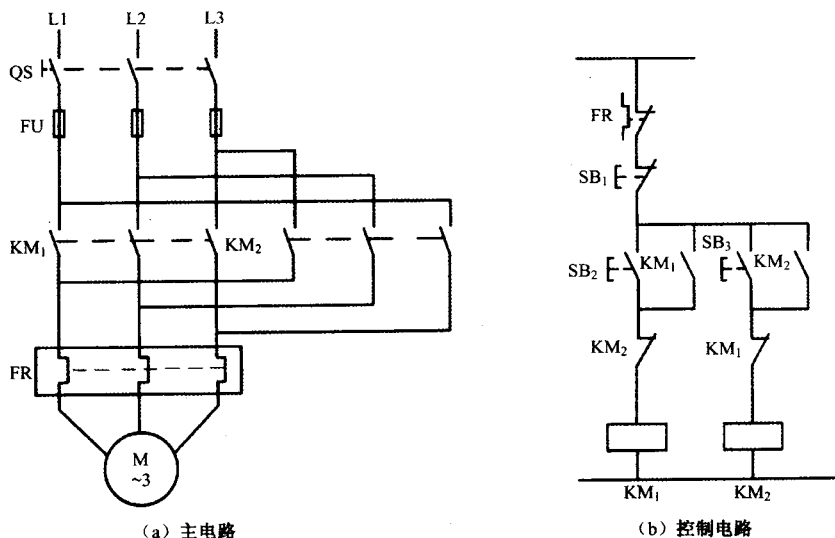 L1 L2 L3
QS
FU
KM₁ KM₂
FR
M
~3
(a) 主电路
FR
SB₁
SB₂ KM₁ SB₃ KM₂
KM₂ KM₁
KM₁ KM₂
(b) 控制电路